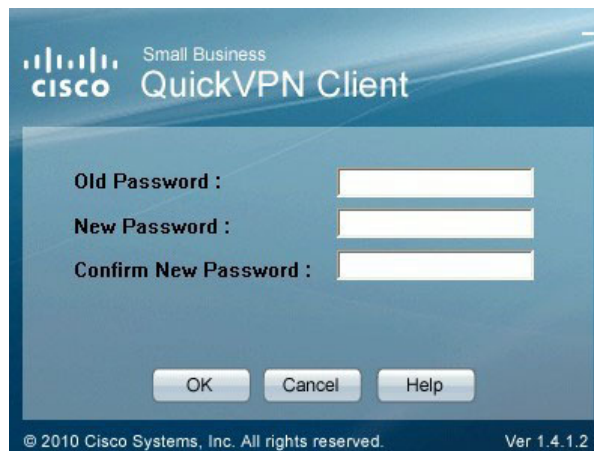 Small Business
CISCO QuickVPN Client
Old Password :
New Password :
Confirm New Password :
OK Cancel Help
© 2010 Cisco Systems, Inc. All rights reserved. Ver 1.4.1.2